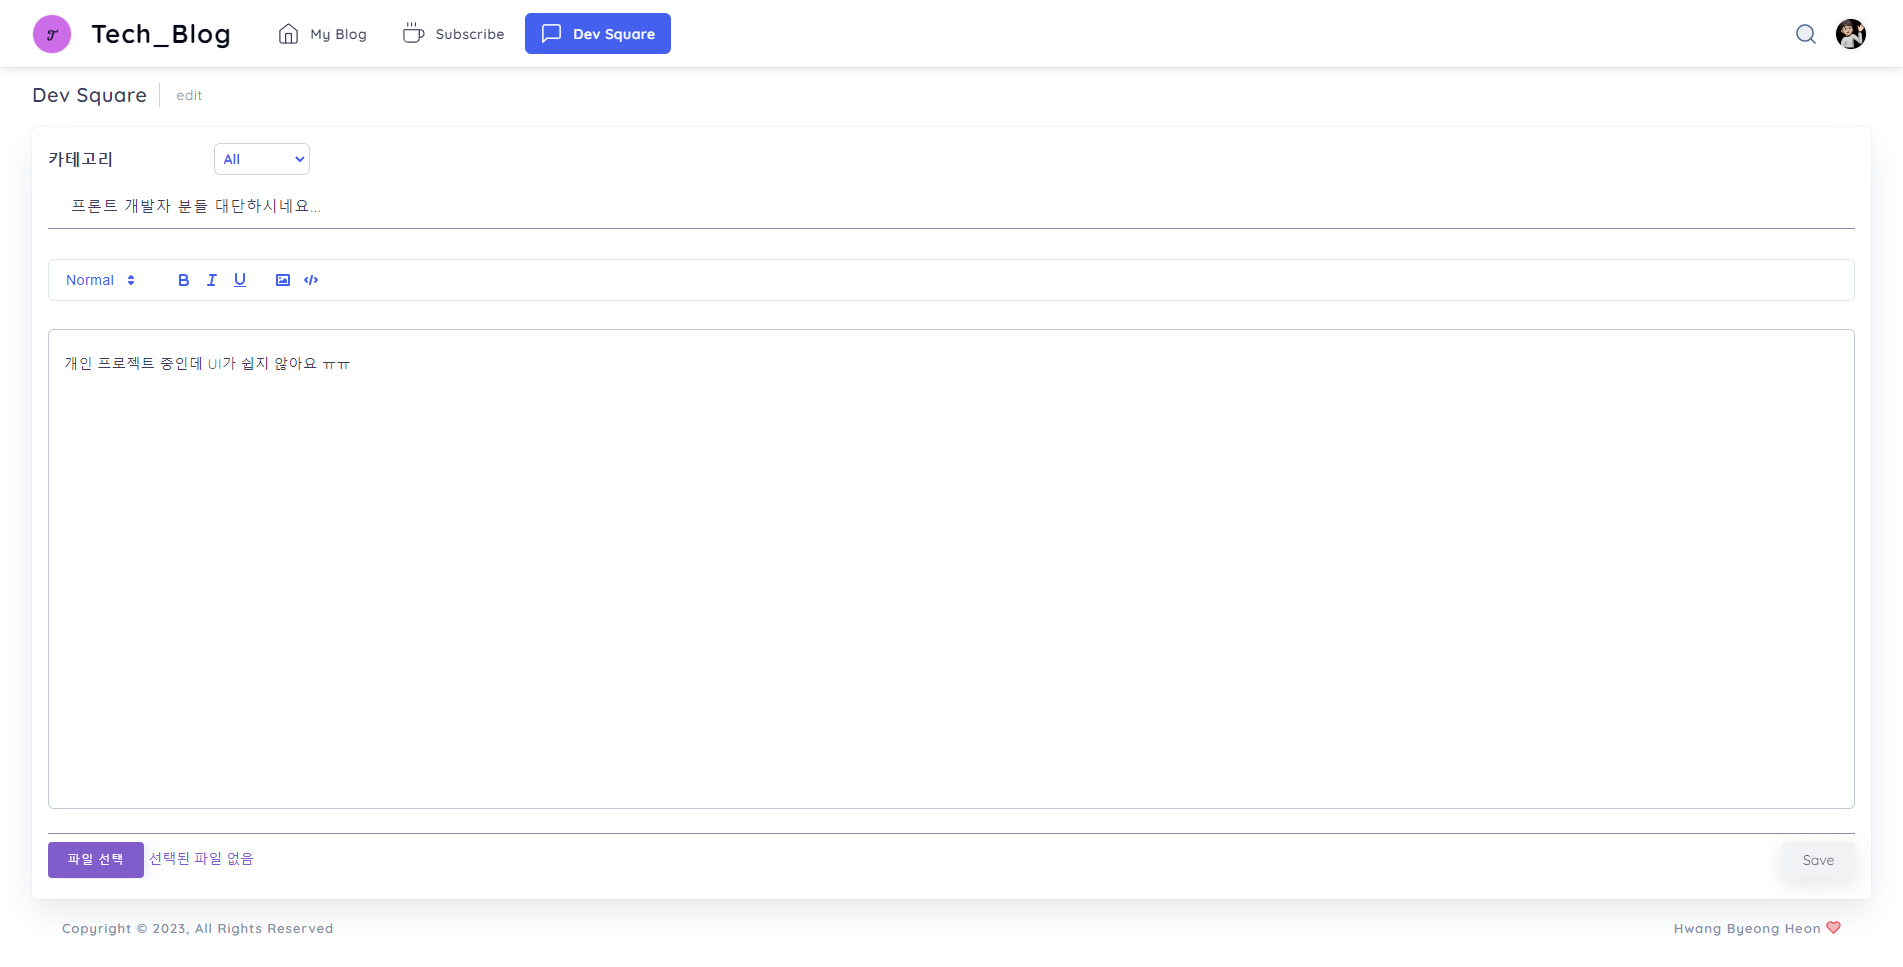 Tech_Blog My Blog Subscribe Dev Square
Dev Square edit
카테고리 All
프론트 개발자 분들 대단하시네요...
Normal B I U
개인 프로젝트 중인데 UI가 쉽지 않아요 ㅠㅠ
파일 선택 선택된 파일 없음 Save
Copyright © 2023, All Rights Reserved Hwang Byeong Heon